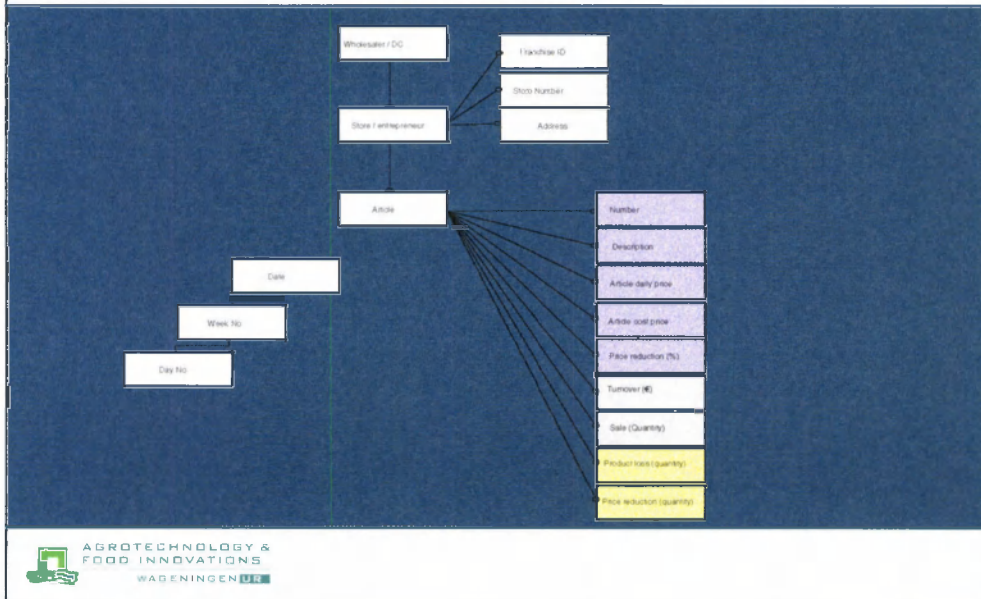 Wholesaler / DC
Franchise ID
Store Number
Store / entrepreneur
Address
Article
Number
Description
Article daily price
Article cost price
Price reduction (%)
Turnover (€)
Sale (Quantity)
Product loss (quantity)
Price reduction (quantity)
Date
Week No
Day No
AGROTECHNOLOGY &
FOOD INNOVATIONS
WAGENINGEN UR